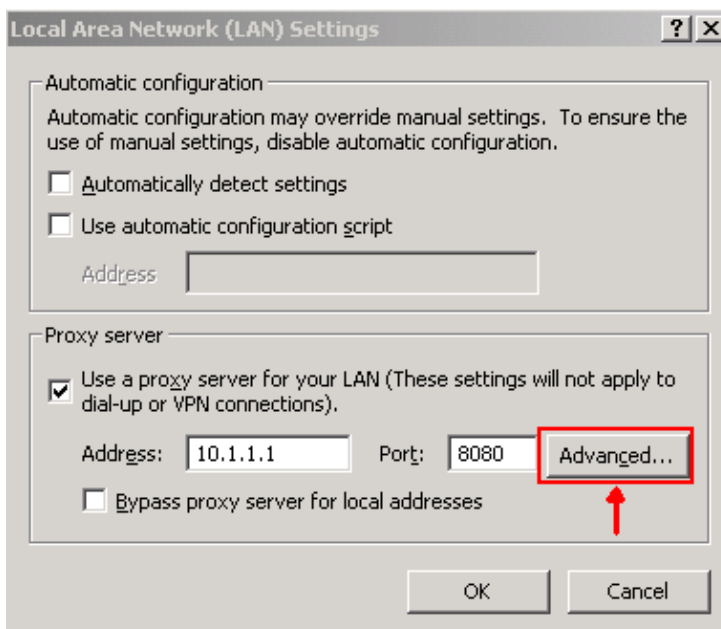 Local Area Network (LAN) Settings
Automatic configuration
Automatic configuration may override manual settings. To ensure the
use of manual settings, disable automatic configuration.
Automatically detect settings
Use automatic configuration script
Address
Proxy server
Use a proxy server for your LAN (These settings will not apply to
dial-up or VPN connections).
Address: 10.1.1.1 Port: 8080 Advanced...
Bypass proxy server for local addresses
OK Cancel